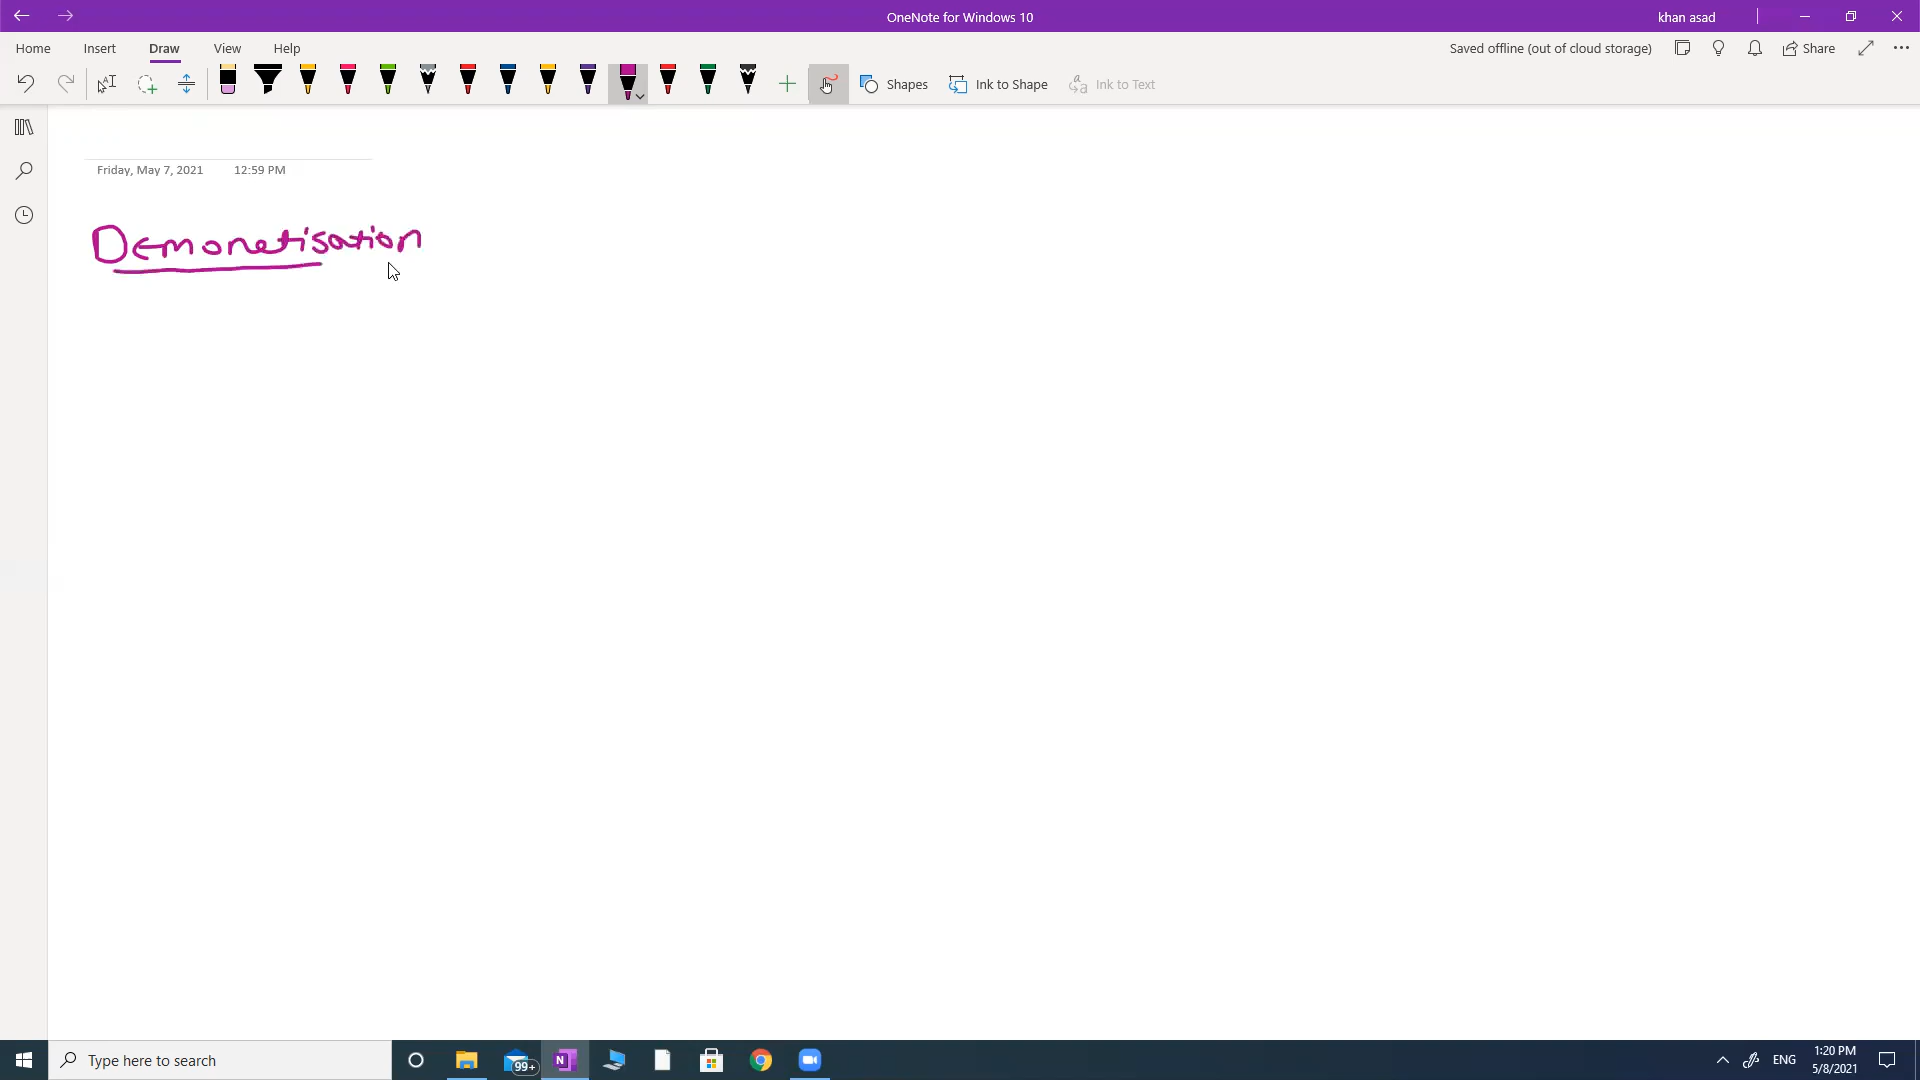 OneNote for Windows 10
khan asad
Home Insert Draw View Help
Saved offline (out of cloud storage)
Share
Shapes
Ink to Shape
Ink to Text
Friday, May 7, 2021 12:59 PM
Demonetisation
Type here to search
99+
N
ENG
1:20 PM
5/8/2021